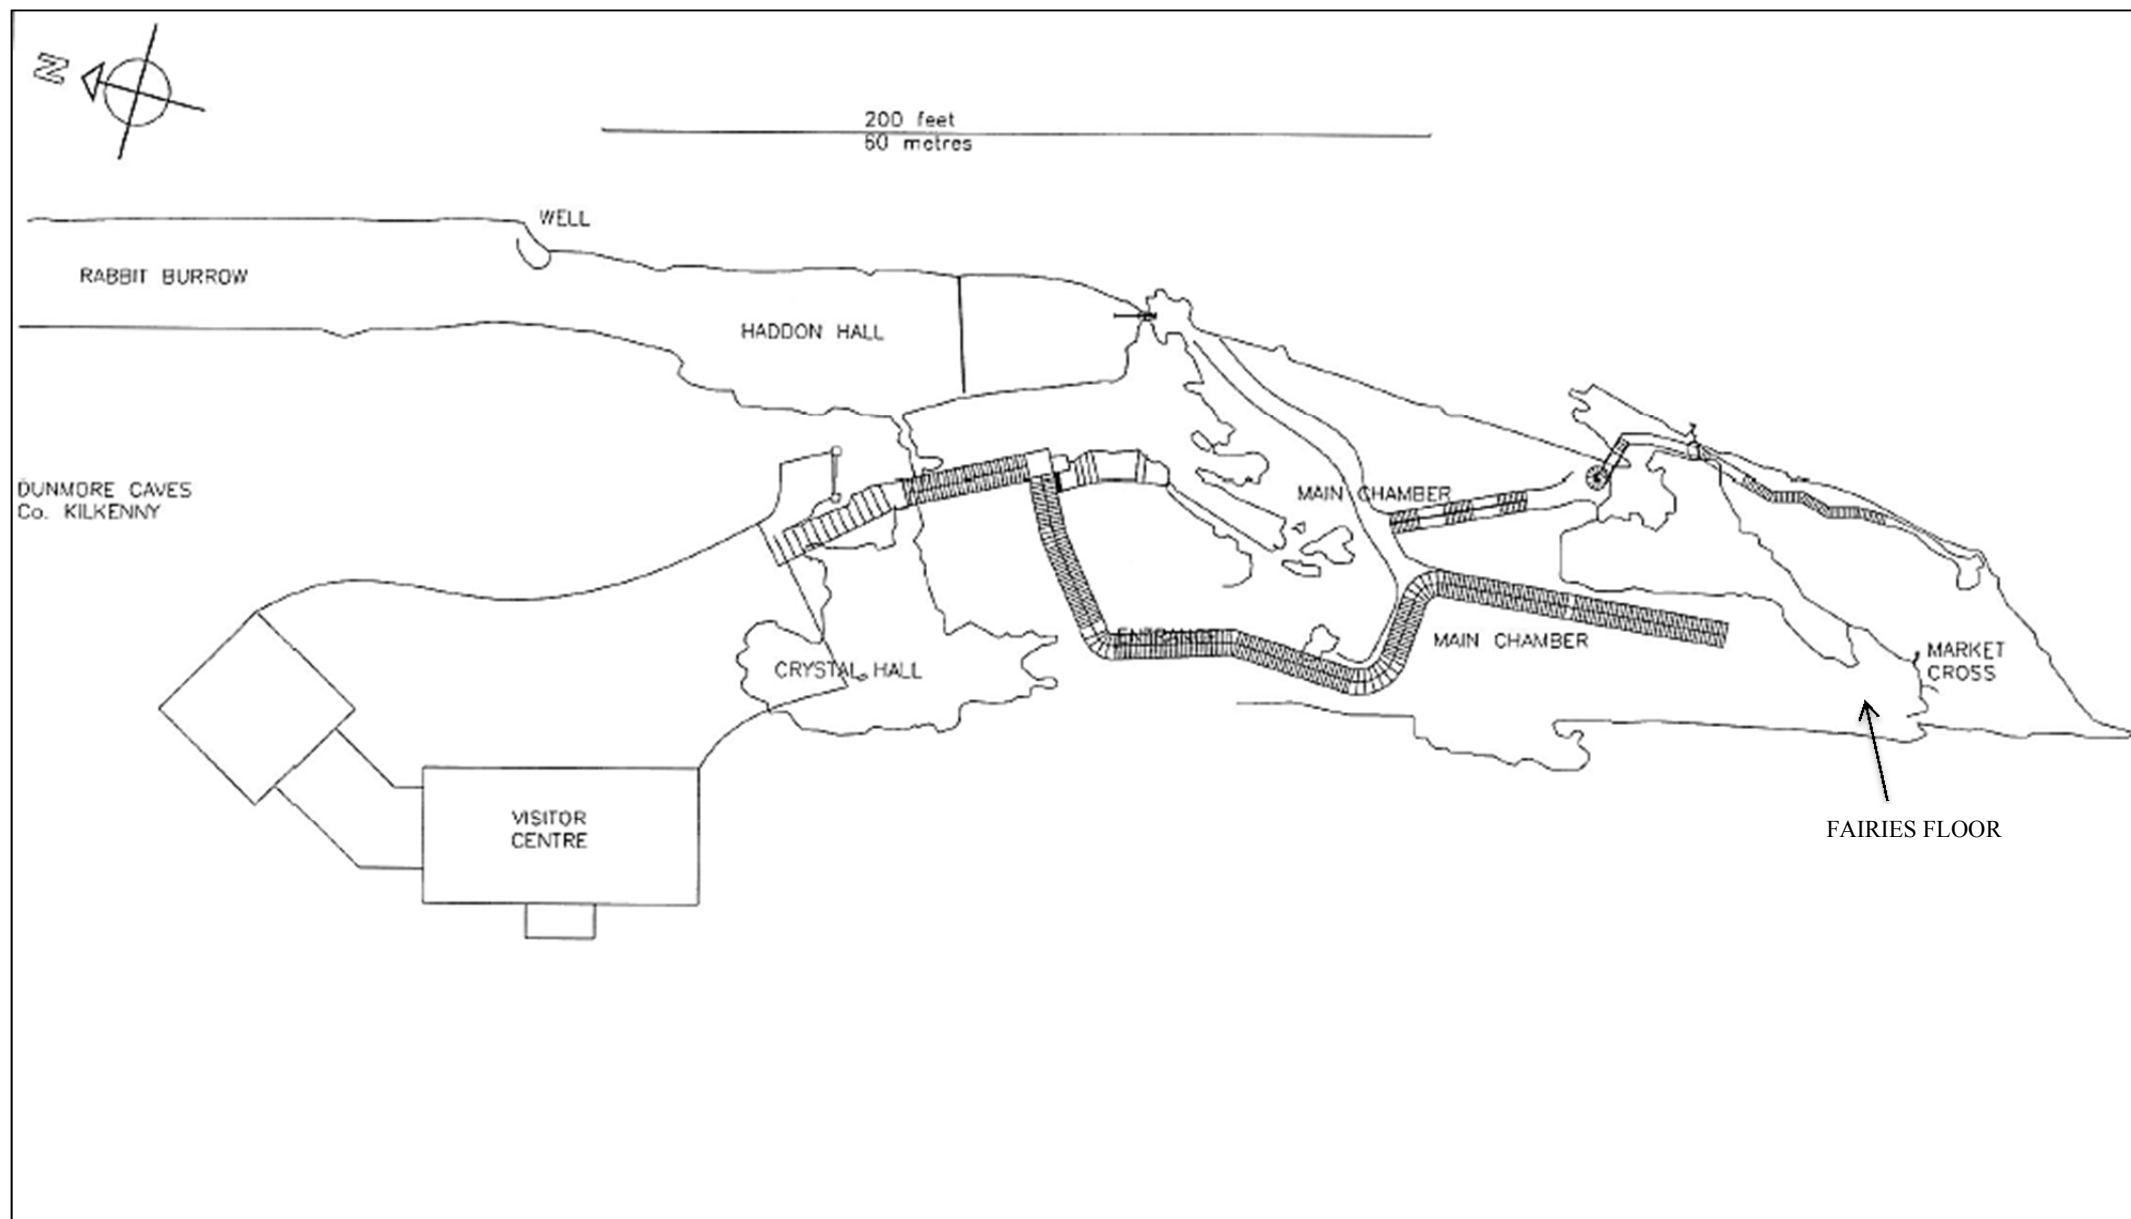 N
200 feet
60 metres
WELL
RABBIT BURROW
HADDON HALL
DUNMORE CAVES
Co. KILKENNY
MAIN CHAMBER
ENTRANCE
MAIN CHAMBER
CRYSTAL HALL
MARKET
CROSS
VISITOR
CENTRE
FAIRIES FLOOR